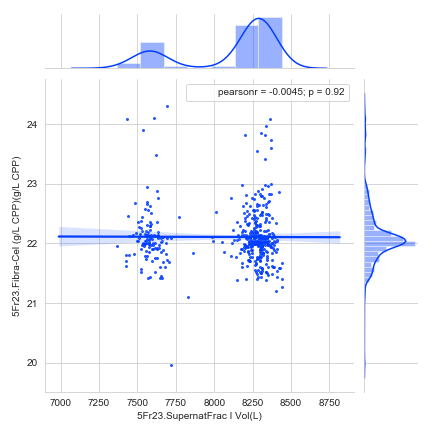 pearsonr = -0.0045; p = 0.92
24
23
22
21
20
5Fr23.Fibra-Cel (g/L CPP)(g/L CPP)
7000 7250 7500 7750 8000 8250 8500 8750
5Fr23.SupernatFrac I Vol(L)